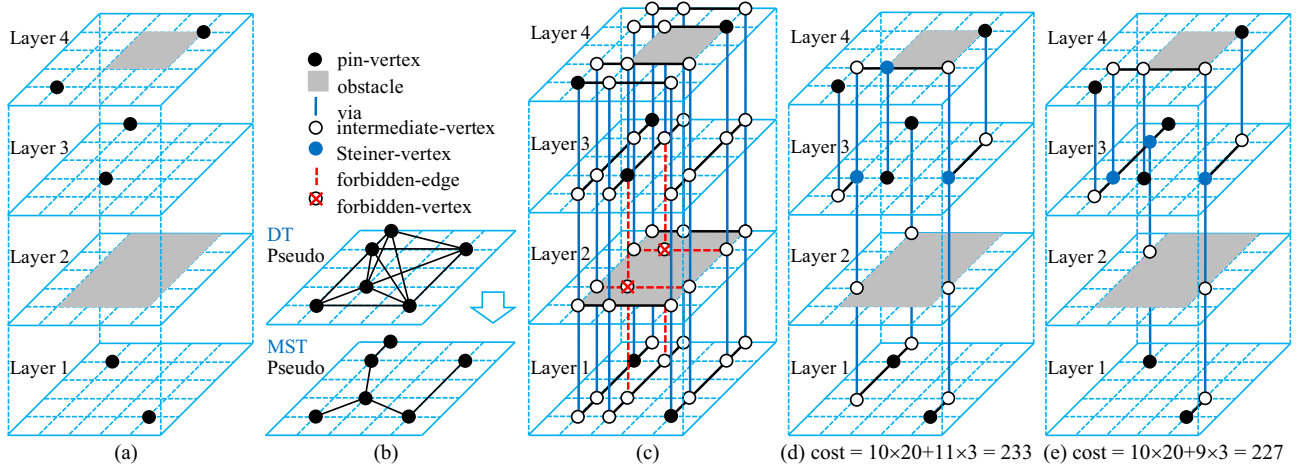 Layer 4
Layer 3
Layer 2
Layer 1
(a)
pin-vertex
obstacle
via
intermediate-vertex
Steiner-vertex
forbidden-edge
forbidden-vertex
DT
Pseudo
MST
Pseudo
(b)
Layer 4
Layer 3
Layer 2
Layer 1
(c)
Layer 4
Layer 3
Layer 2
Layer 1
(d) cost = 10×20+11×3 = 233
Layer 4
Layer 3
Layer 2
Layer 1
(e) cost = 10×20+9×3 = 227